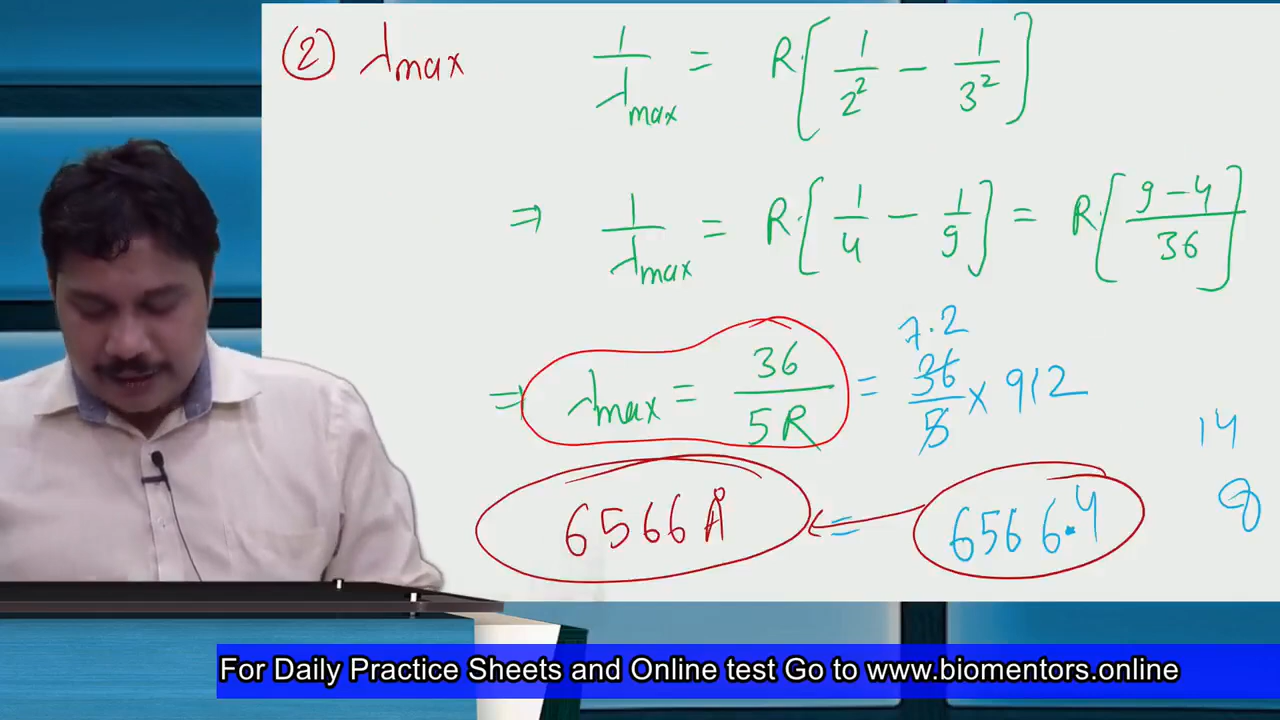 ② λmax 1/λmax = R·[1/2² − 1/3²]
⇒ 1/λmax = R·[1/4 − 1/9] = R·[9−4/36]
7.2
⇒ λmax = 36/5R = 36/5 × 912
14
6566 Å = 6566.4
8
For Daily Practice Sheets and Online test Go to www.biomentors.online